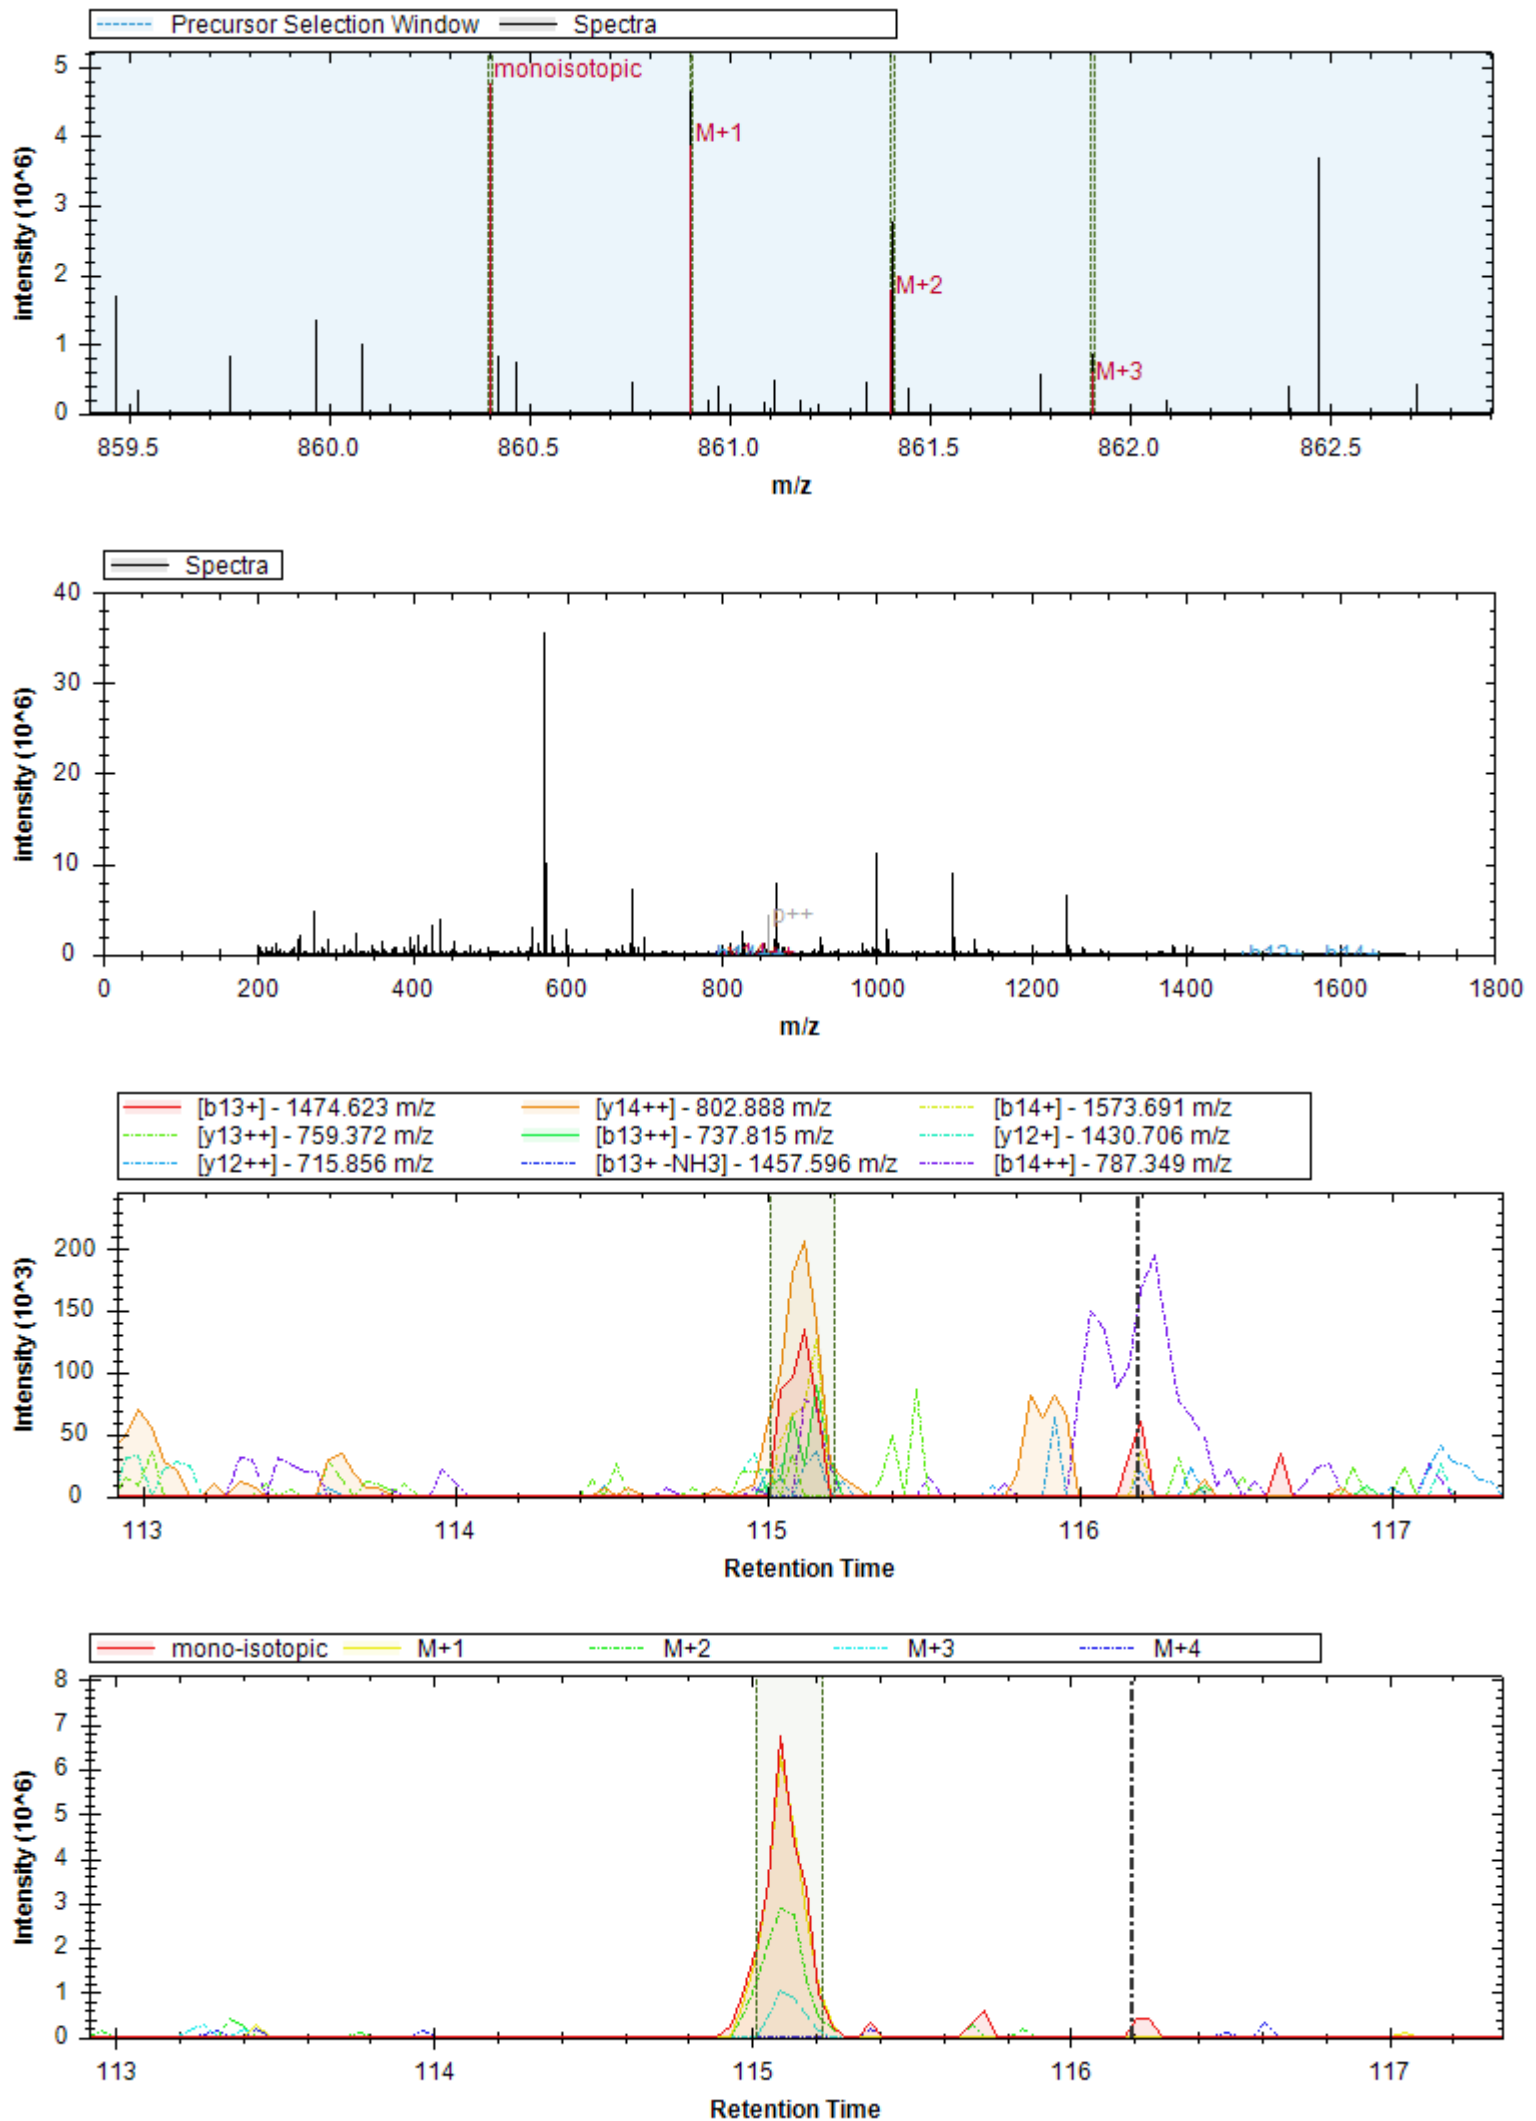 Precursor Selection Window Spectra
intensity (10^6)
5
4
3
2
1
0
monoisotopic
M+1
M+2
M+3
859.5 860.0 860.5 861.0 861.5 862.0 862.5
m/z
Spectra
intensity (10^6)
40
30
20
10
0
p++
b13+ b14+
0 200 400 600 800 1000 1200 1400 1600 1800
m/z
[b13+] - 1474.623 m/z [y14++] - 802.888 m/z [b14+] - 1573.691 m/z
[y13++] - 759.372 m/z [b13++] - 737.815 m/z [y12+] - 1430.706 m/z
[y12++] - 715.856 m/z [b13+ -NH3] - 1457.596 m/z [b14++] - 787.349 m/z
Intensity (10^3)
200
150
100
50
0
113 114 115 116 117
Retention Time
mono-isotopic M+1 M+2 M+3 M+4
Intensity (10^6)
8
7
6
5
4
3
2
1
0
113 114 115 116 117
Retention Time